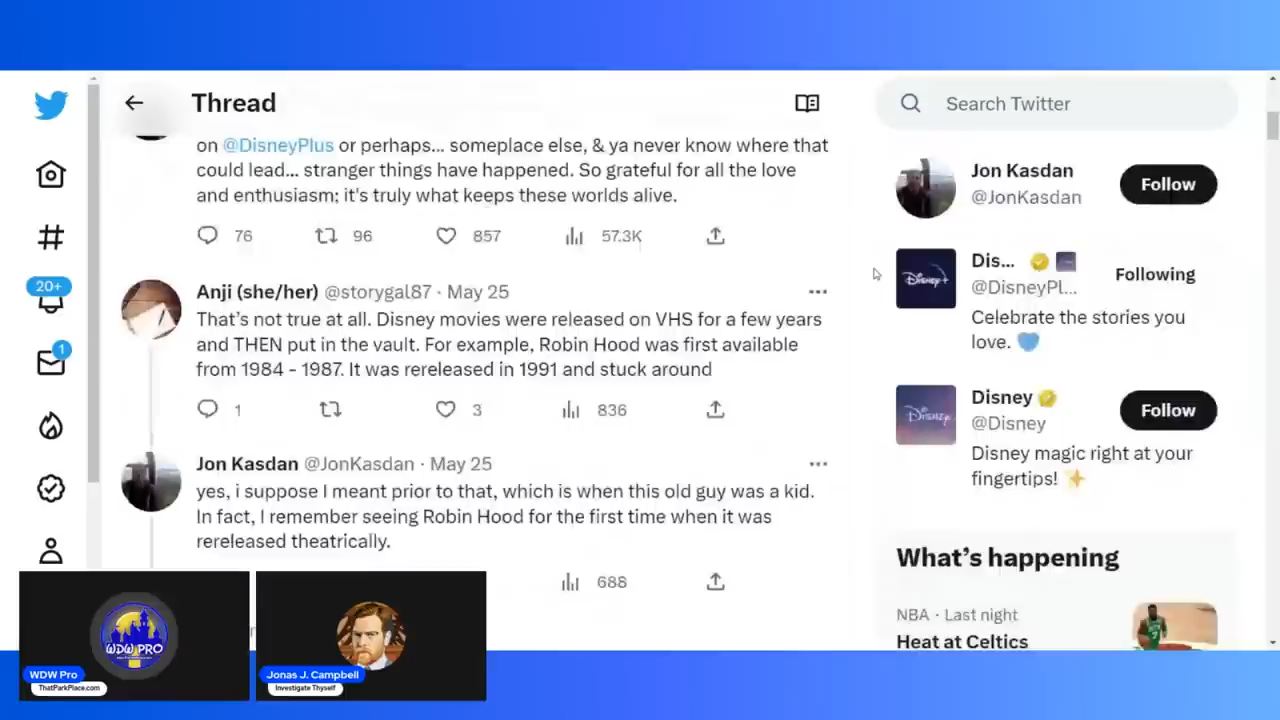 Thread
Search Twitter
on @DisneyPlus or perhaps... someplace else, & ya never know where that
could lead... stranger things have happened. So grateful for all the love
and enthusiasm; it's truly what keeps these worlds alive.
76 96 857 57.3K
Anji (she/her) @storygal87 · May 25
That's not true at all. Disney movies were released on VHS for a few years
and THEN put in the vault. For example, Robin Hood was first available
from 1984 - 1987. It was rereleased in 1991 and stuck around
1 3 836
Jon Kasdan @JonKasdan · May 25
yes, i suppose I meant prior to that, which is when this old guy was a kid.
In fact, I remember seeing Robin Hood for the first time when it was
rereleased theatrically.
688
20+
1
Jon Kasdan
@JonKasdan
Follow
Disney+
Dis...
@DisneyPl...
Following
Celebrate the stories you
love.
Disney
Disney
@Disney
Follow
Disney magic right at your
fingertips!
What's happening
NBA · Last night
Heat at Celtics
WDW PRO
WDW Pro
ThatParkPlace.com
Jonas J. Campbell
Investigate Thyself